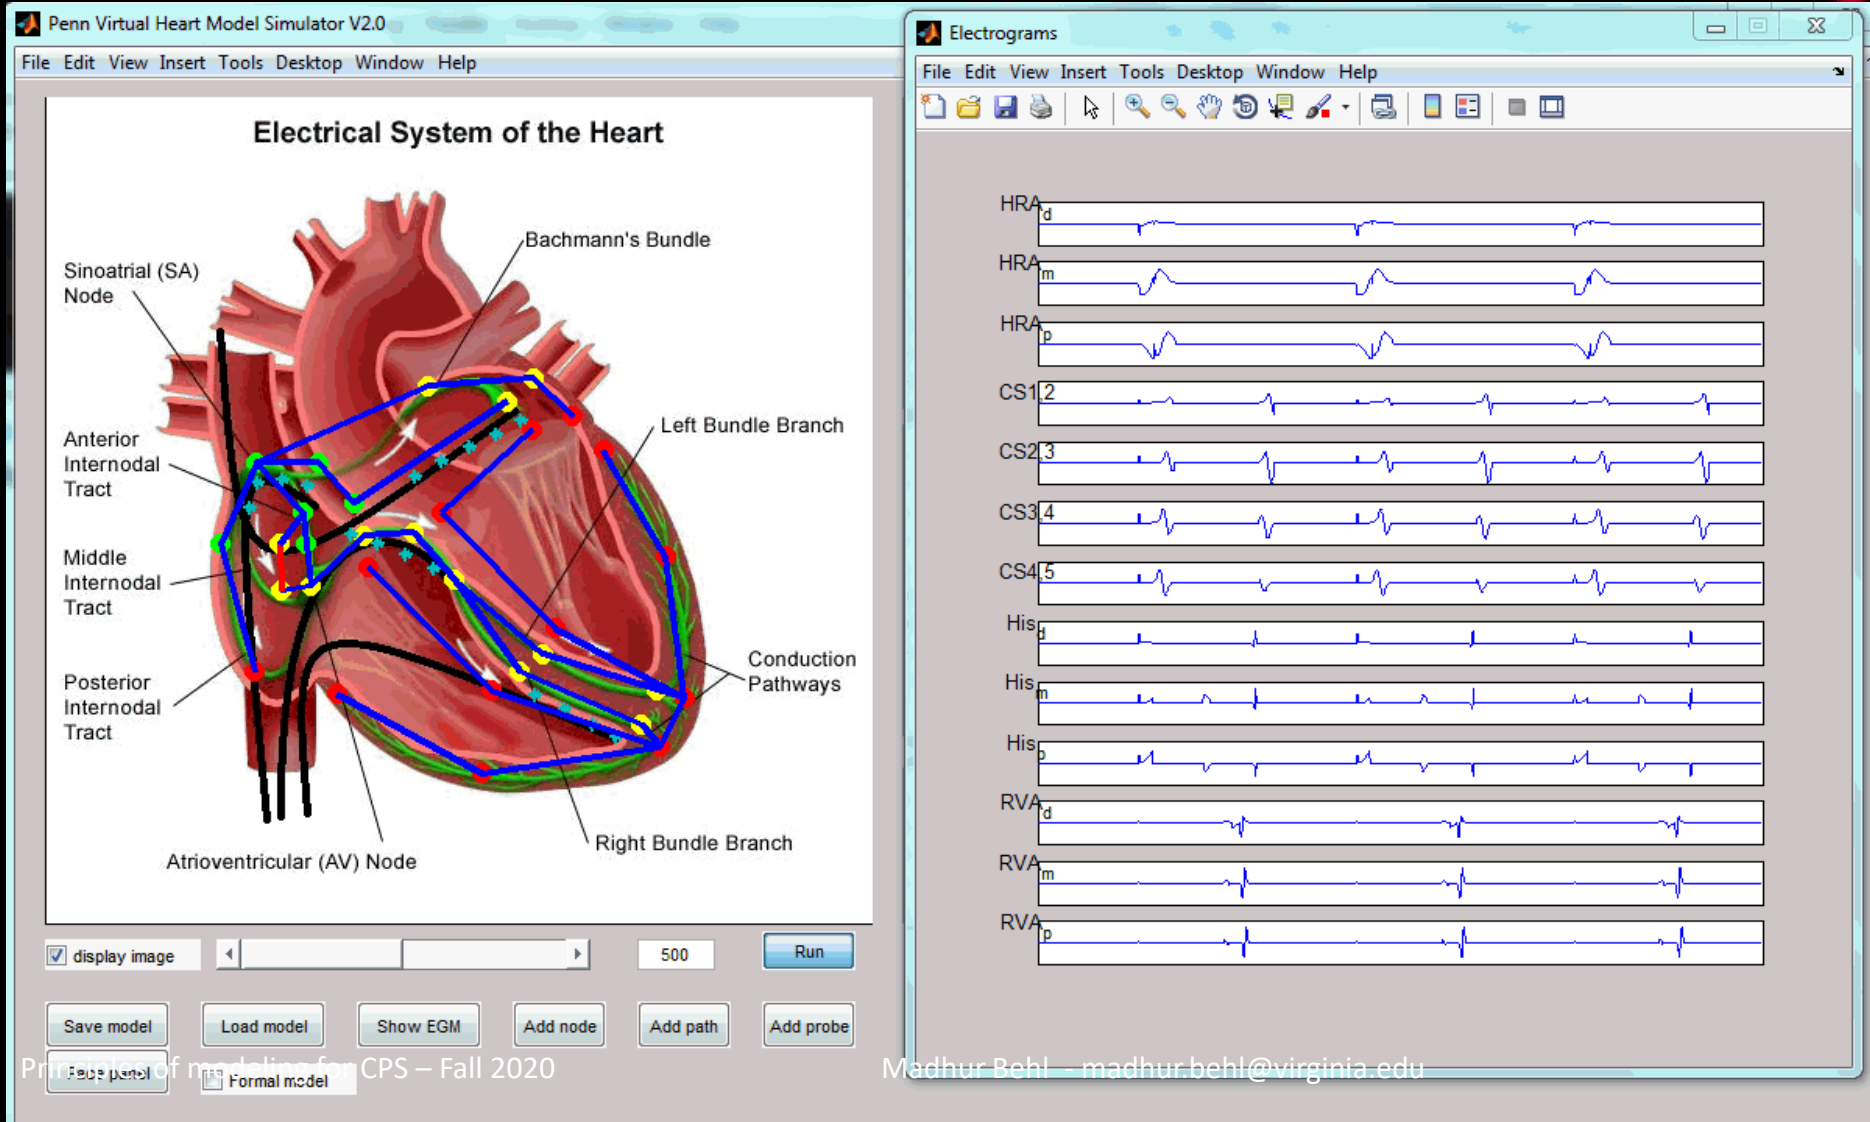 Penn Virtual Heart Model Simulator V2.0
File Edit View Insert Tools Desktop Window Help
Electrical System of the Heart
Bachmann's Bundle
Sinoatrial (SA)
Node
Left Bundle Branch
Anterior
Internodal
Tract
Middle
Internodal
Tract
Conduction
Pathways
Posterior
Internodal
Tract
Right Bundle Branch
Atrioventricular (AV) Node
display image
500
Run
Save model
Load model
Show EGM
Add node
Add path
Add probe
Pace panel
Formal model
Electrograms
File Edit View Insert Tools Desktop Window Help
HRA d
HRA m
HRA p
CS1,2
CS2,3
CS3,4
CS4,5
His d
His m
His p
RVA d
RVA m
RVA p
Principles of modeling for CPS – Fall 2020
Madhur Behl - madhur.behl@virginia.edu